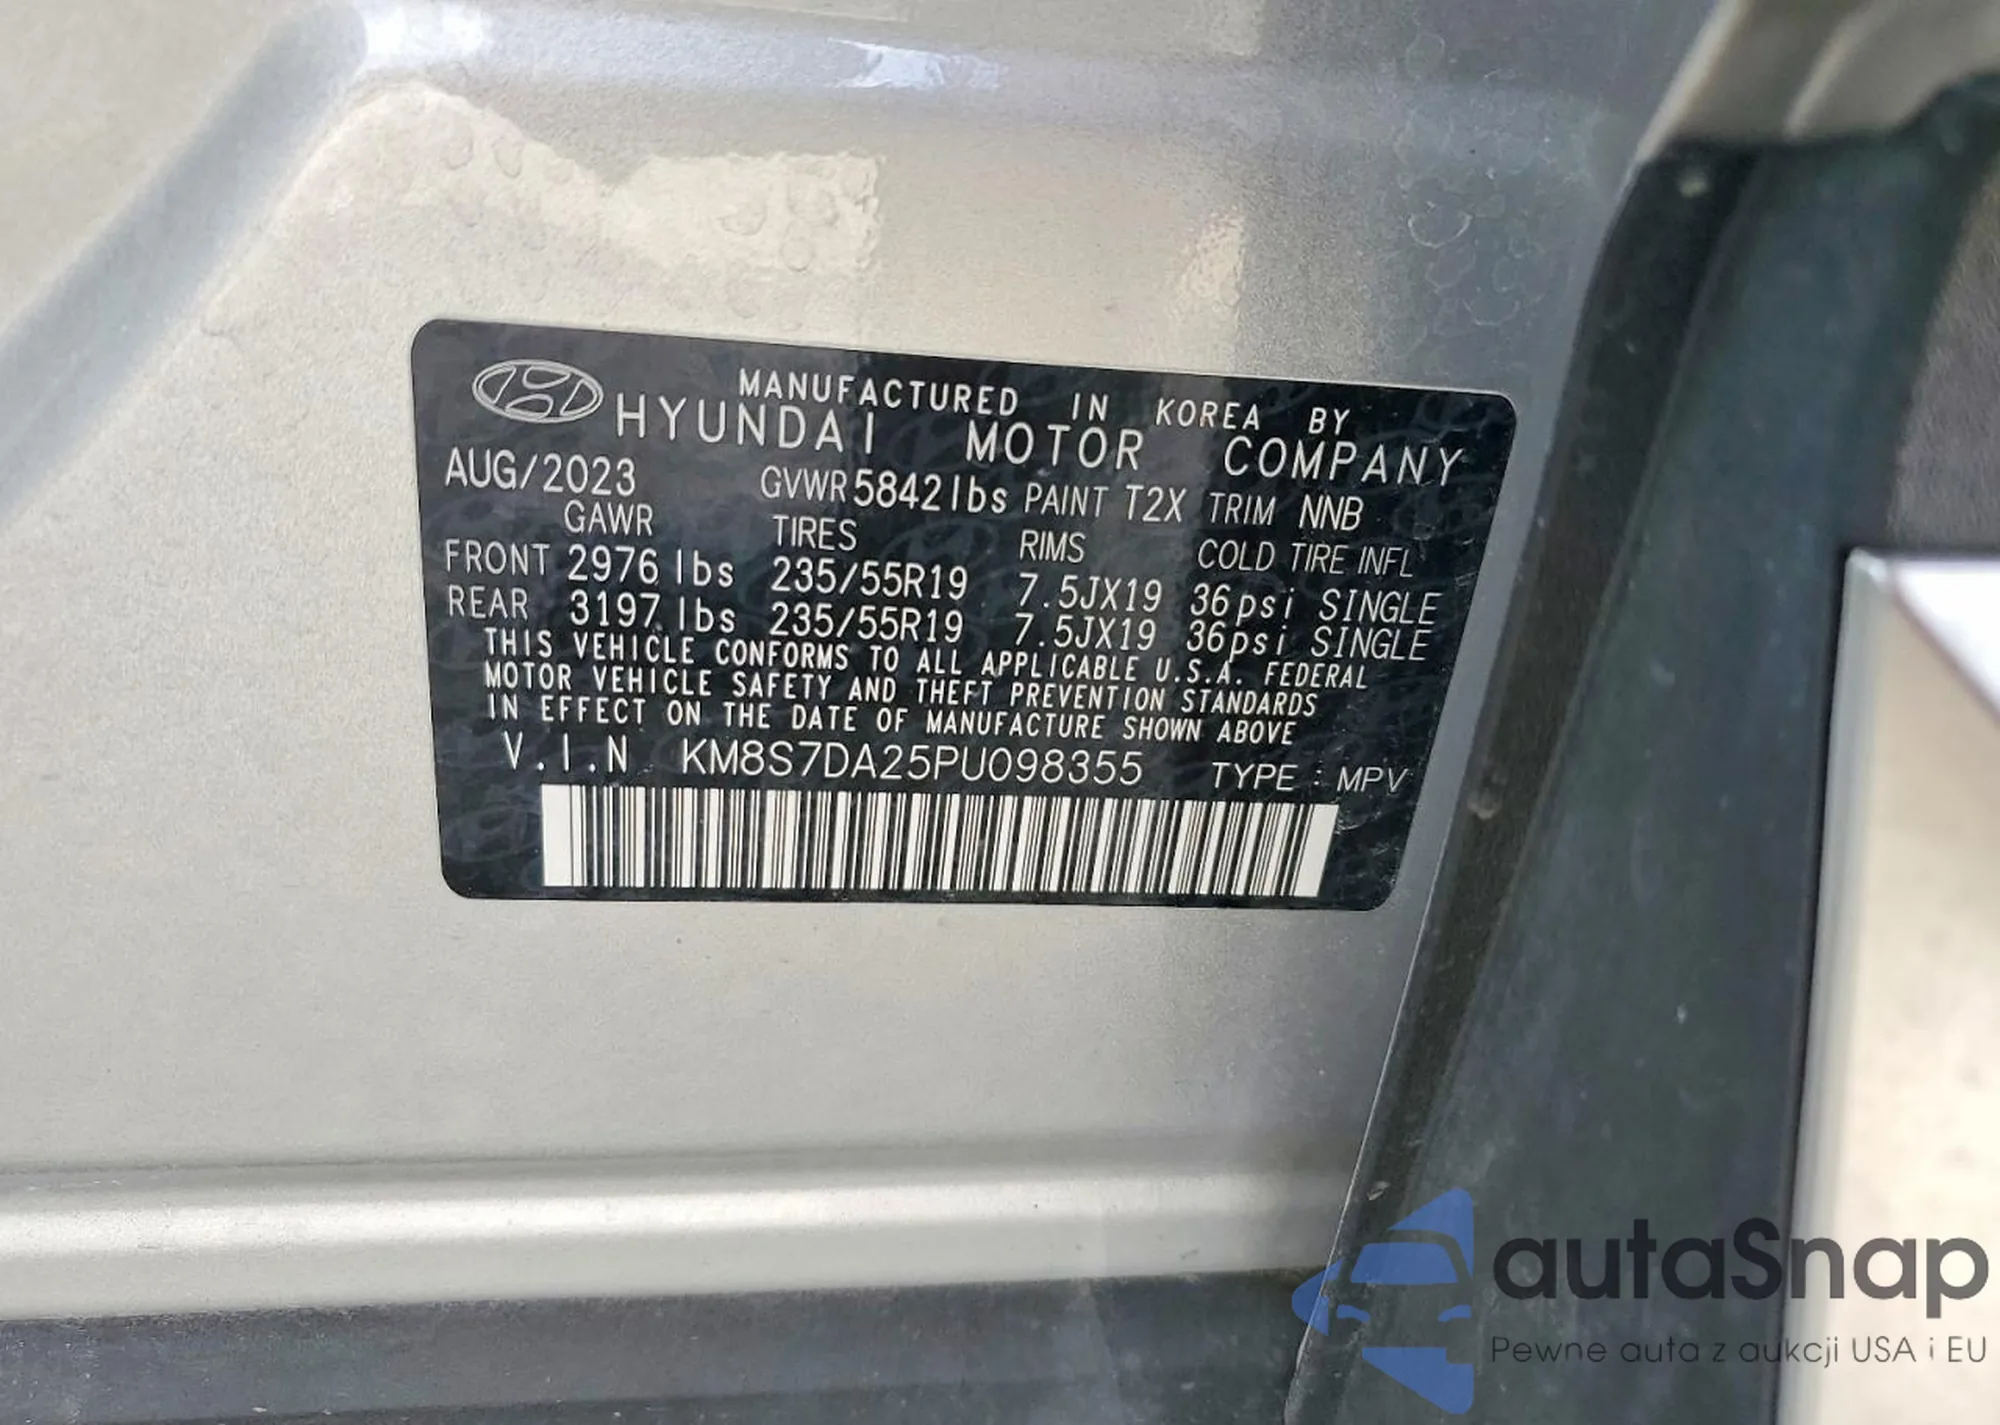 MANUFACTURED IN KOREA BY
HYUNDAI MOTOR COMPANY
AUG/2023 GVWR 5842lbs PAINT T2X TRIM NNB
GAWR TIRES RIMS COLD TIRE INFL
FRONT 2976 lbs 235/55R19 7.5JX19 36psi SINGLE
REAR 3197 lbs 235/55R19 7.5JX19 36psi SINGLE
THIS VEHICLE CONFORMS TO ALL APPLICABLE U.S.A. FEDERAL
MOTOR VEHICLE SAFETY AND THEFT PREVENTION STANDARDS
IN EFFECT ON THE DATE OF MANUFACTURE SHOWN ABOVE
V.I.N KM8S7DA25PU098355 TYPE : MPV
autaSnap
Pewne auta z aukcji USA i EU